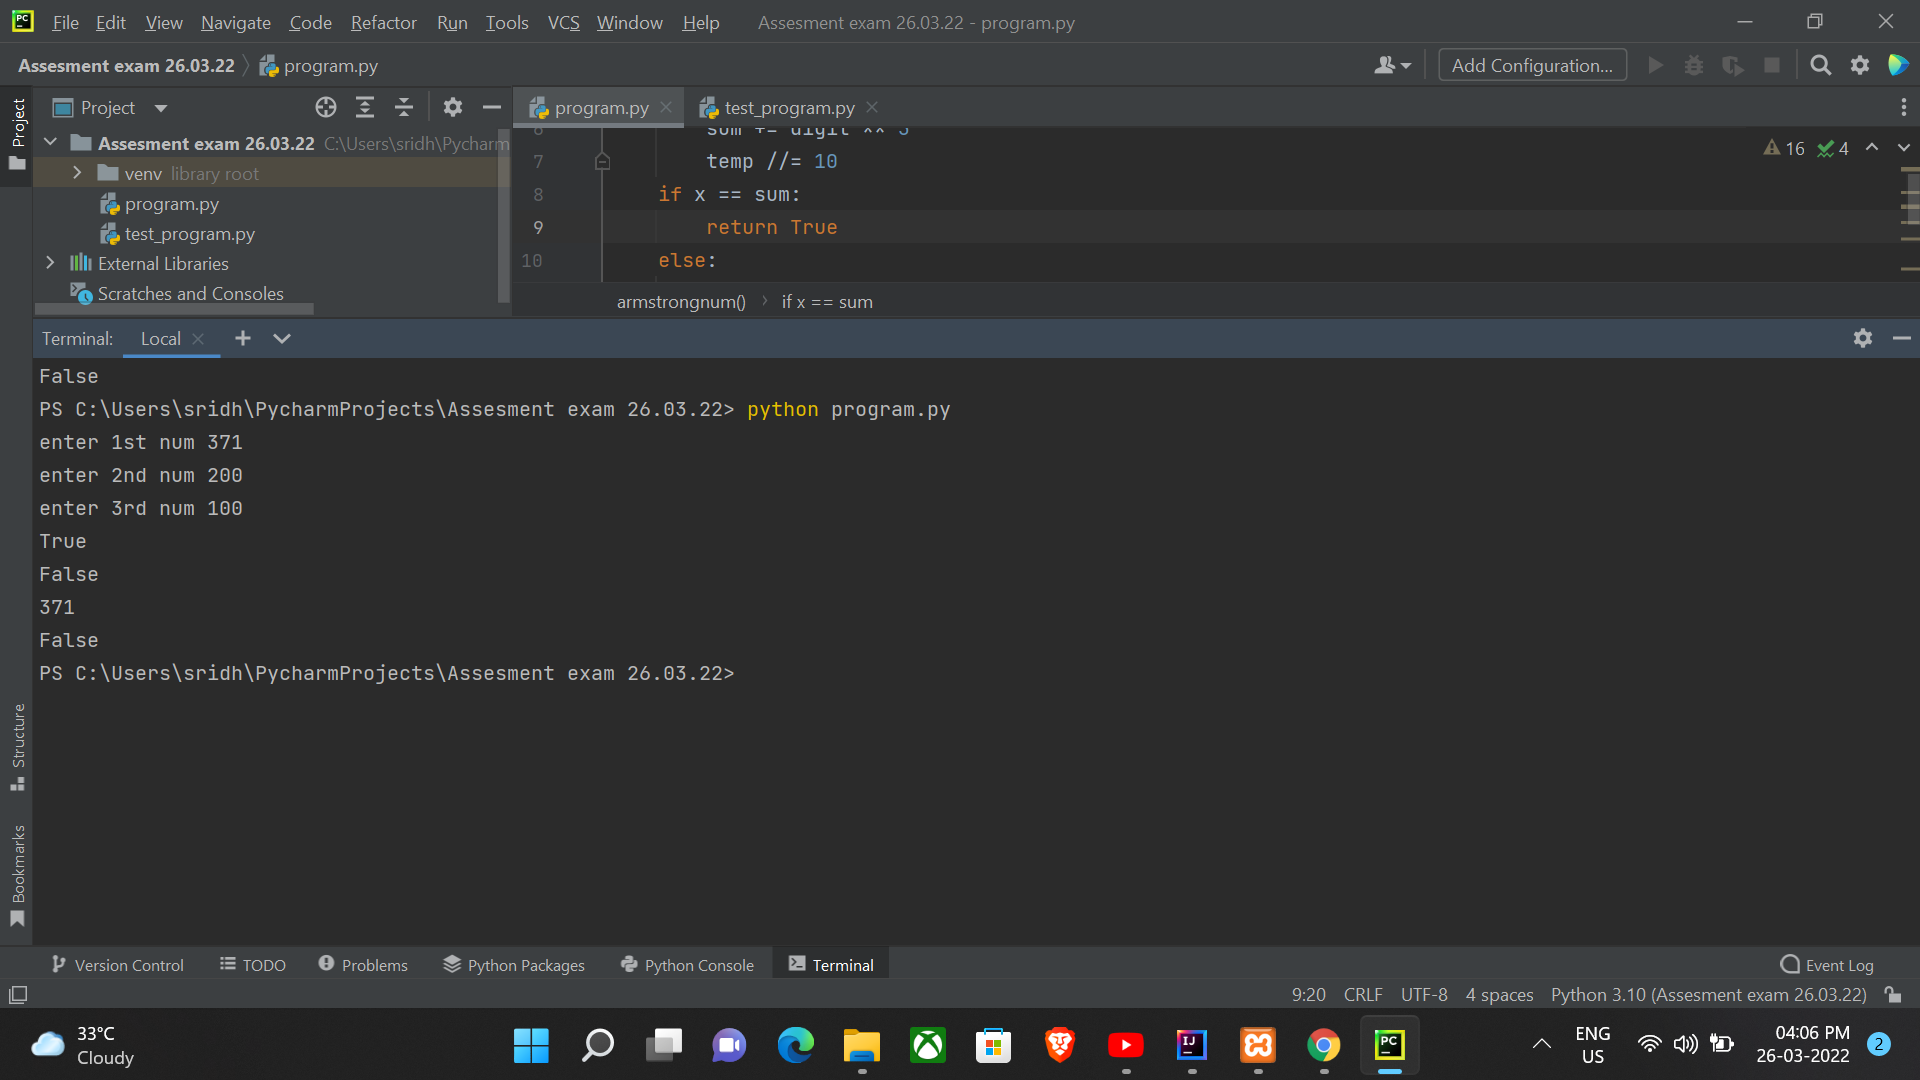 File Edit View Navigate Code Refactor Run Tools VCS Window Help Assesment exam 26.03.22 - program.py
Assesment exam 26.03.22 program.py Add Configuration...
Project
Project
program.py
test_program.py
Assesment exam 26.03.22 C:\Users\sridh\Pycharm
venv library root
program.py
test_program.py
External Libraries
Scratches and Consoles
6 sum += digit ** 3
7 temp //= 10
8 if x == sum:
9 return True
10 else:
16 4
armstrongnum() if x == sum
Terminal: Local
False
PS C:\Users\sridh\PycharmProjects\Assesment exam 26.03.22> python program.py
enter 1st num 371
enter 2nd num 200
enter 3rd num 100
True
False
371
False
PS C:\Users\sridh\PycharmProjects\Assesment exam 26.03.22>
Structure
Bookmarks
Version Control TODO Problems Python Packages Python Console Terminal Event Log
9:20 CRLF UTF-8 4 spaces Python 3.10 (Assesment exam 26.03.22)
33°C
Cloudy
ENG
US
04:06 PM
26-03-2022
2